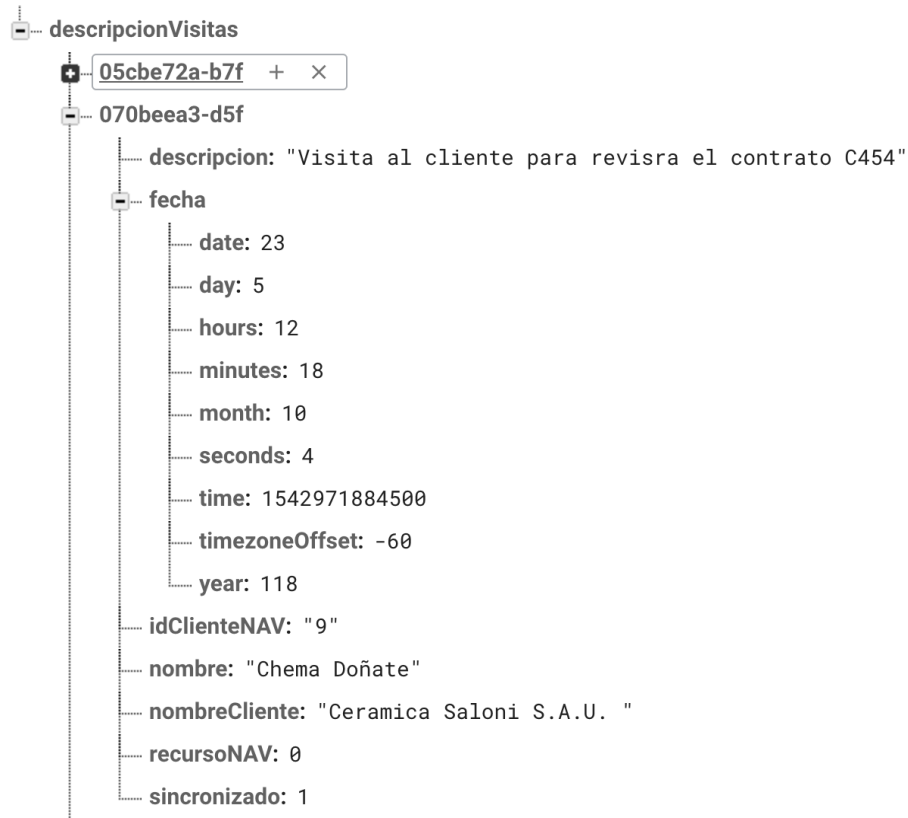 descripcionVisitas
05cbe72a-b7f + ×
070beea3-d5f
descripcion: "Visita al cliente para revisra el contrato C454"
fecha
date: 23
day: 5
hours: 12
minutes: 18
month: 10
seconds: 4
time: 1542971884500
timezoneOffset: -60
year: 118
idClienteNAV: "9"
nombre: "Chema Doñate"
nombreCliente: "Ceramica Saloni S.A.U. "
recursoNAV: 0
sincronizado: 1